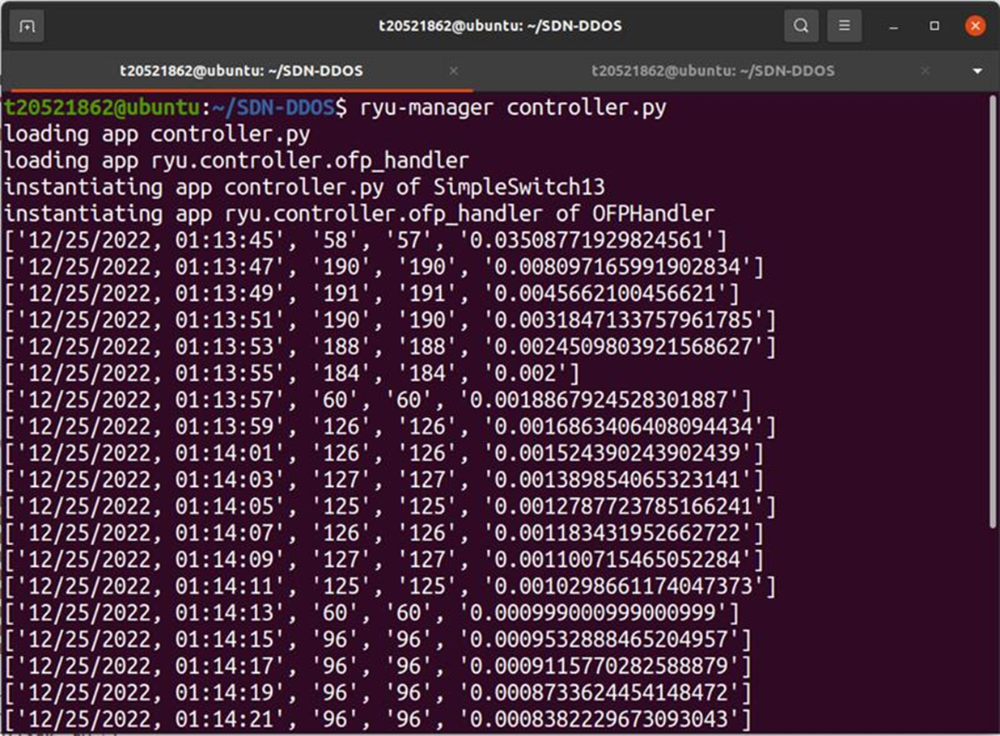 t20521862@ubuntu: ~/SDN-DDOS
t20521862@ubuntu: ~/SDN-DDOS
t20521862@ubuntu: ~/SDN-DDOS
t20521862@ubuntu:~/SDN-DDOS$ ryu-manager controller.py
loading app controller.py
loading app ryu.controller.ofp_handler
instantiating app controller.py of SimpleSwitch13
instantiating app ryu.controller.ofp_handler of OFPHandler
['12/25/2022, 01:13:45', '58', '57', '0.03508771929824561']
['12/25/2022, 01:13:47', '190', '190', '0.008097165991902834']
['12/25/2022, 01:13:49', '191', '191', '0.0045662100456621']
['12/25/2022, 01:13:51', '190', '190', '0.0031847133757961785']
['12/25/2022, 01:13:53', '188', '188', '0.0024509803921568627']
['12/25/2022, 01:13:55', '184', '184', '0.002']
['12/25/2022, 01:13:57', '60', '60', '0.0018867924528301887']
['12/25/2022, 01:13:59', '126', '126', '0.0016863406408094434']
['12/25/2022, 01:14:01', '126', '126', '0.001524390243902439']
['12/25/2022, 01:14:03', '127', '127', '0.001389854065323141']
['12/25/2022, 01:14:05', '125', '125', '0.0012787723785166241']
['12/25/2022, 01:14:07', '126', '126', '0.001183431952662722']
['12/25/2022, 01:14:09', '127', '127', '0.001100715465052284']
['12/25/2022, 01:14:11', '125', '125', '0.0010298661174047373']
['12/25/2022, 01:14:13', '60', '60', '0.000999000999000999']
['12/25/2022, 01:14:15', '96', '96', '0.0009532888465204957']
['12/25/2022, 01:14:17', '96', '96', '0.0009115770282588879']
['12/25/2022, 01:14:19', '96', '96', '0.0008733624454148472']
['12/25/2022, 01:14:21', '96', '96', '0.0008382229673093043']